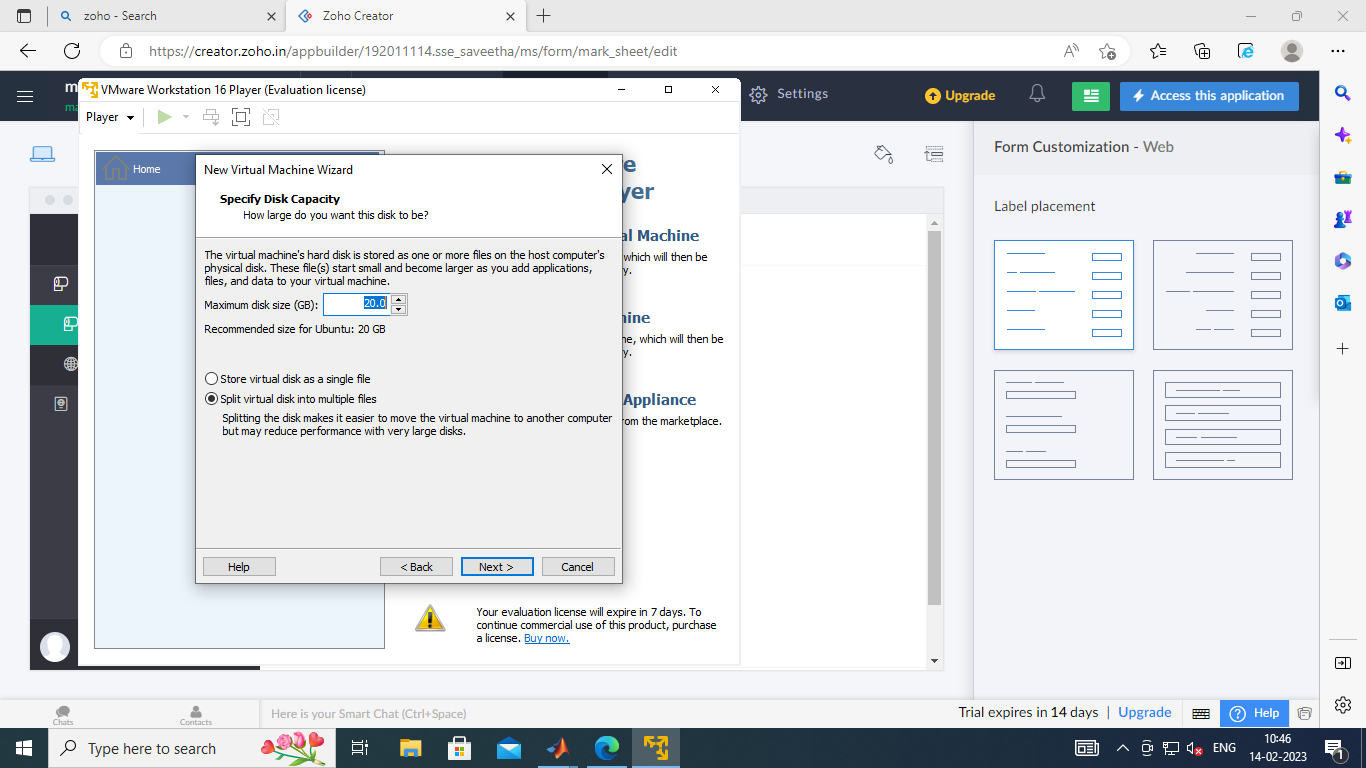 zoho - Search
Zoho Creator
https://creator.zoho.in/appbuilder/192011114.sse_saveetha/ms/form/mark_sheet/edit
m
ma
Settings
Upgrade
Access this application
VMware Workstation 16 Player (Evaluation license)
Player
Home
New Virtual Machine Wizard
Specify Disk Capacity
How large do you want this disk to be?
The virtual machine's hard disk is stored as one or more files on the host computer's
physical disk. These file(s) start small and become larger as you add applications,
files, and data to your virtual machine.
Maximum disk size (GB): 20.0
Recommended size for Ubuntu: 20 GB
Store virtual disk as a single file
Split virtual disk into multiple files
Splitting the disk makes it easier to move the virtual machine to another computer
but may reduce performance with very large disks.
Help
< Back
Next >
Cancel
e
yer
al Machine
which will then be
y.
hine
ne, which will then be
y.
Appliance
rom the marketplace.
Your evaluation license will expire in 7 days. To
continue commercial use of this product, purchase
a license. Buy now.
Form Customization - Web
Label placement
Chats
Contacts
Here is your Smart Chat (Ctrl+Space)
Trial expires in 14 days | Upgrade
Help
Type here to search
ENG
10:46
14-02-2023
1